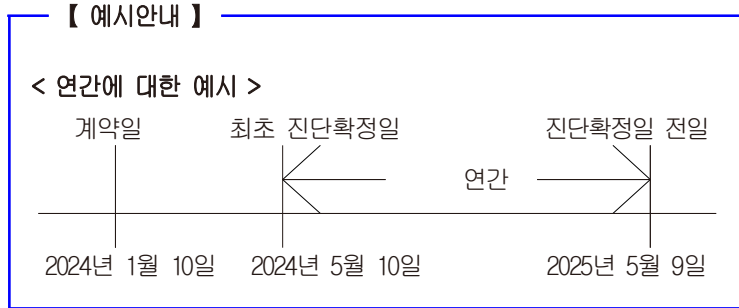 【 예시안내 】
< 연간에 대한 예시 >
계약일 최초 진단확정일 진단확정일 전일
연간
2024년 1월 10일 2024년 5월 10일 2025년 5월 9일